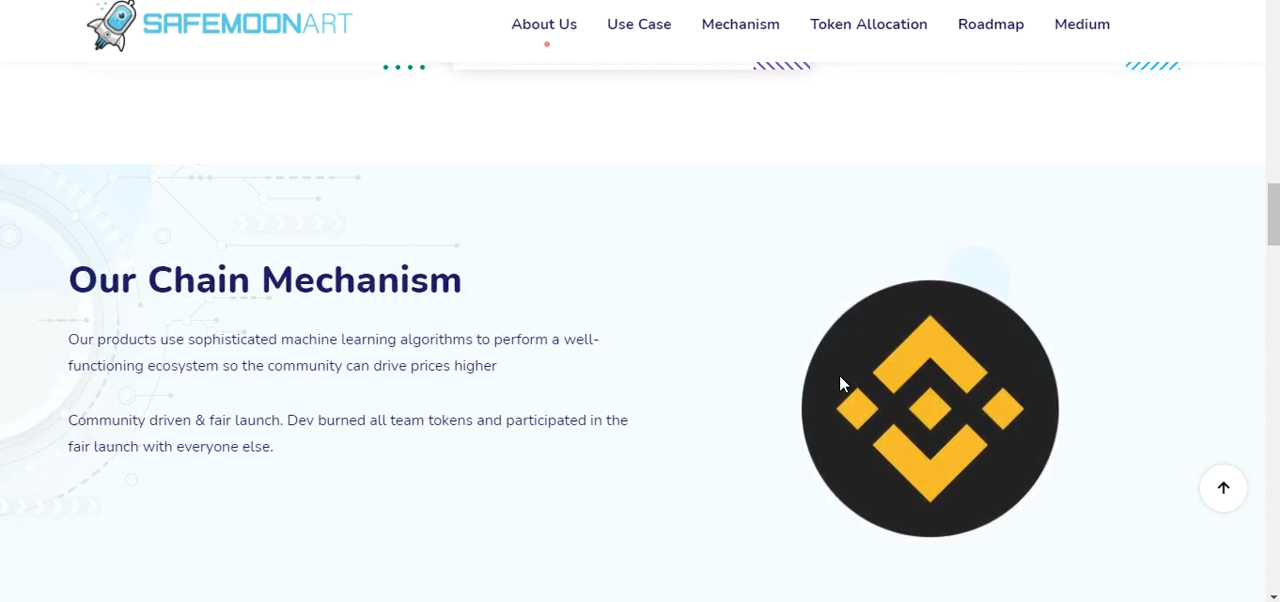 SAFEMOONART
About Us Use Case Mechanism Token Allocation Roadmap Medium
Our Chain Mechanism
Our products use sophisticated machine learning algorithms to perform a well-
functioning ecosystem so the community can drive prices higher
Community driven & fair launch. Dev burned all team tokens and participated in the
fair launch with everyone else.